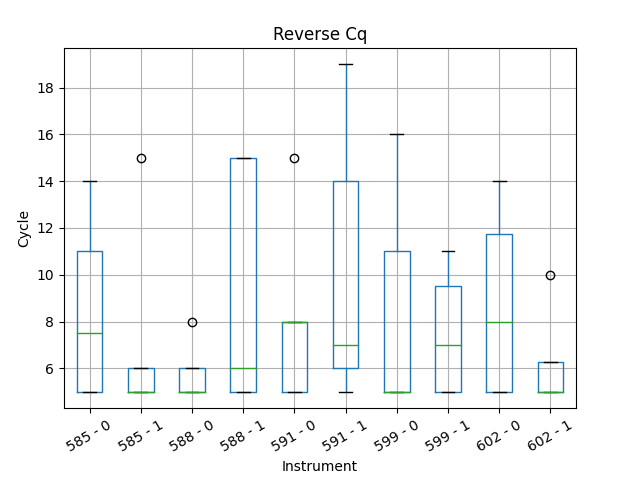 Reverse Cq
Cycle
18
16
14
12
10
8
6
585 - 0
585 - 1
588 - 0
588 - 1
591 - 0
591 - 1
599 - 0
599 - 1
602 - 0
602 - 1
Instrument